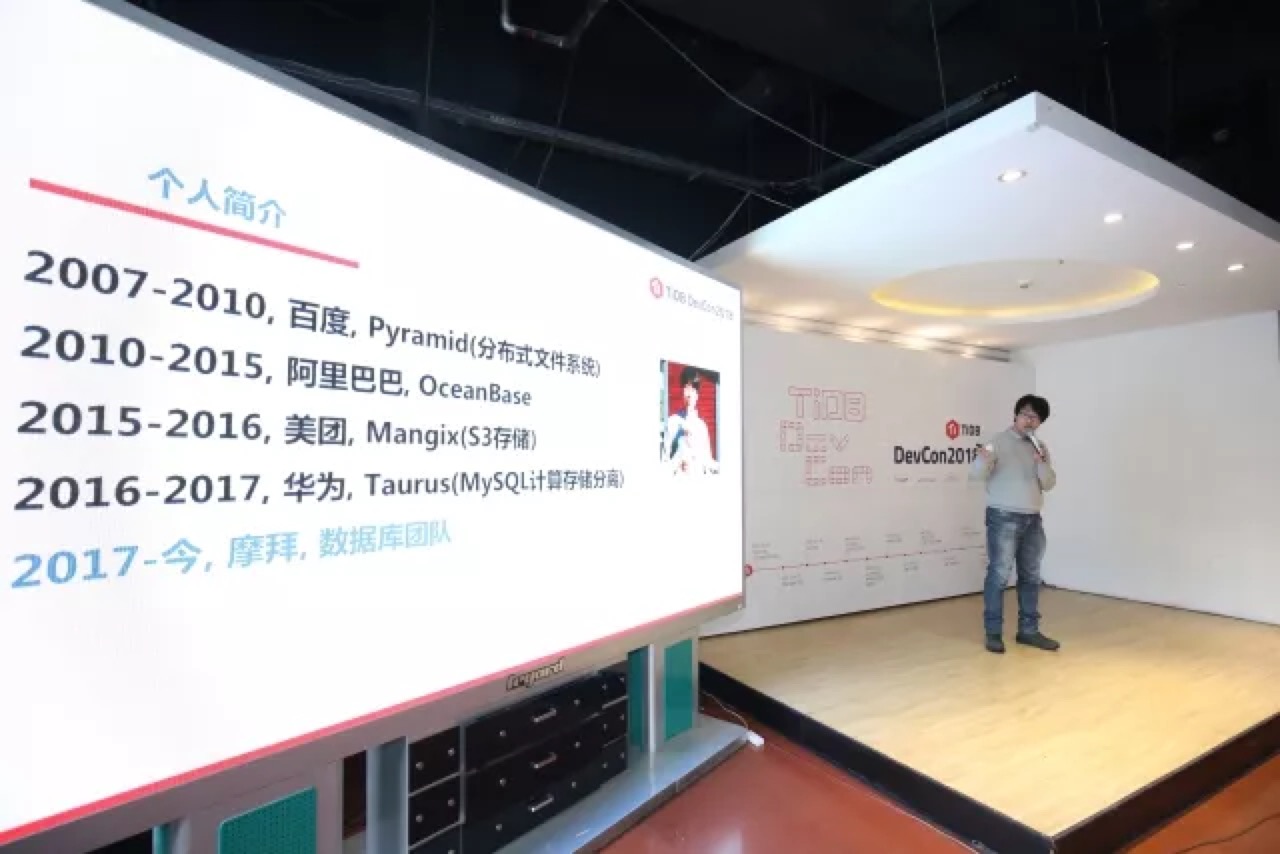 个人简介
2007-2010, 百度, Pyramid(分布式文件系统)
2010-2015, 阿里巴巴, OceanBase
2015-2016, 美团, Mangix(S3存储)
2016-2017, 华为, Taurus(MySQL计算存储分离)
2017-今, 摩拜, 数据库团队
TiDB DevCon2018
TiDB
Dev
Con
TiDB
DevCon2018